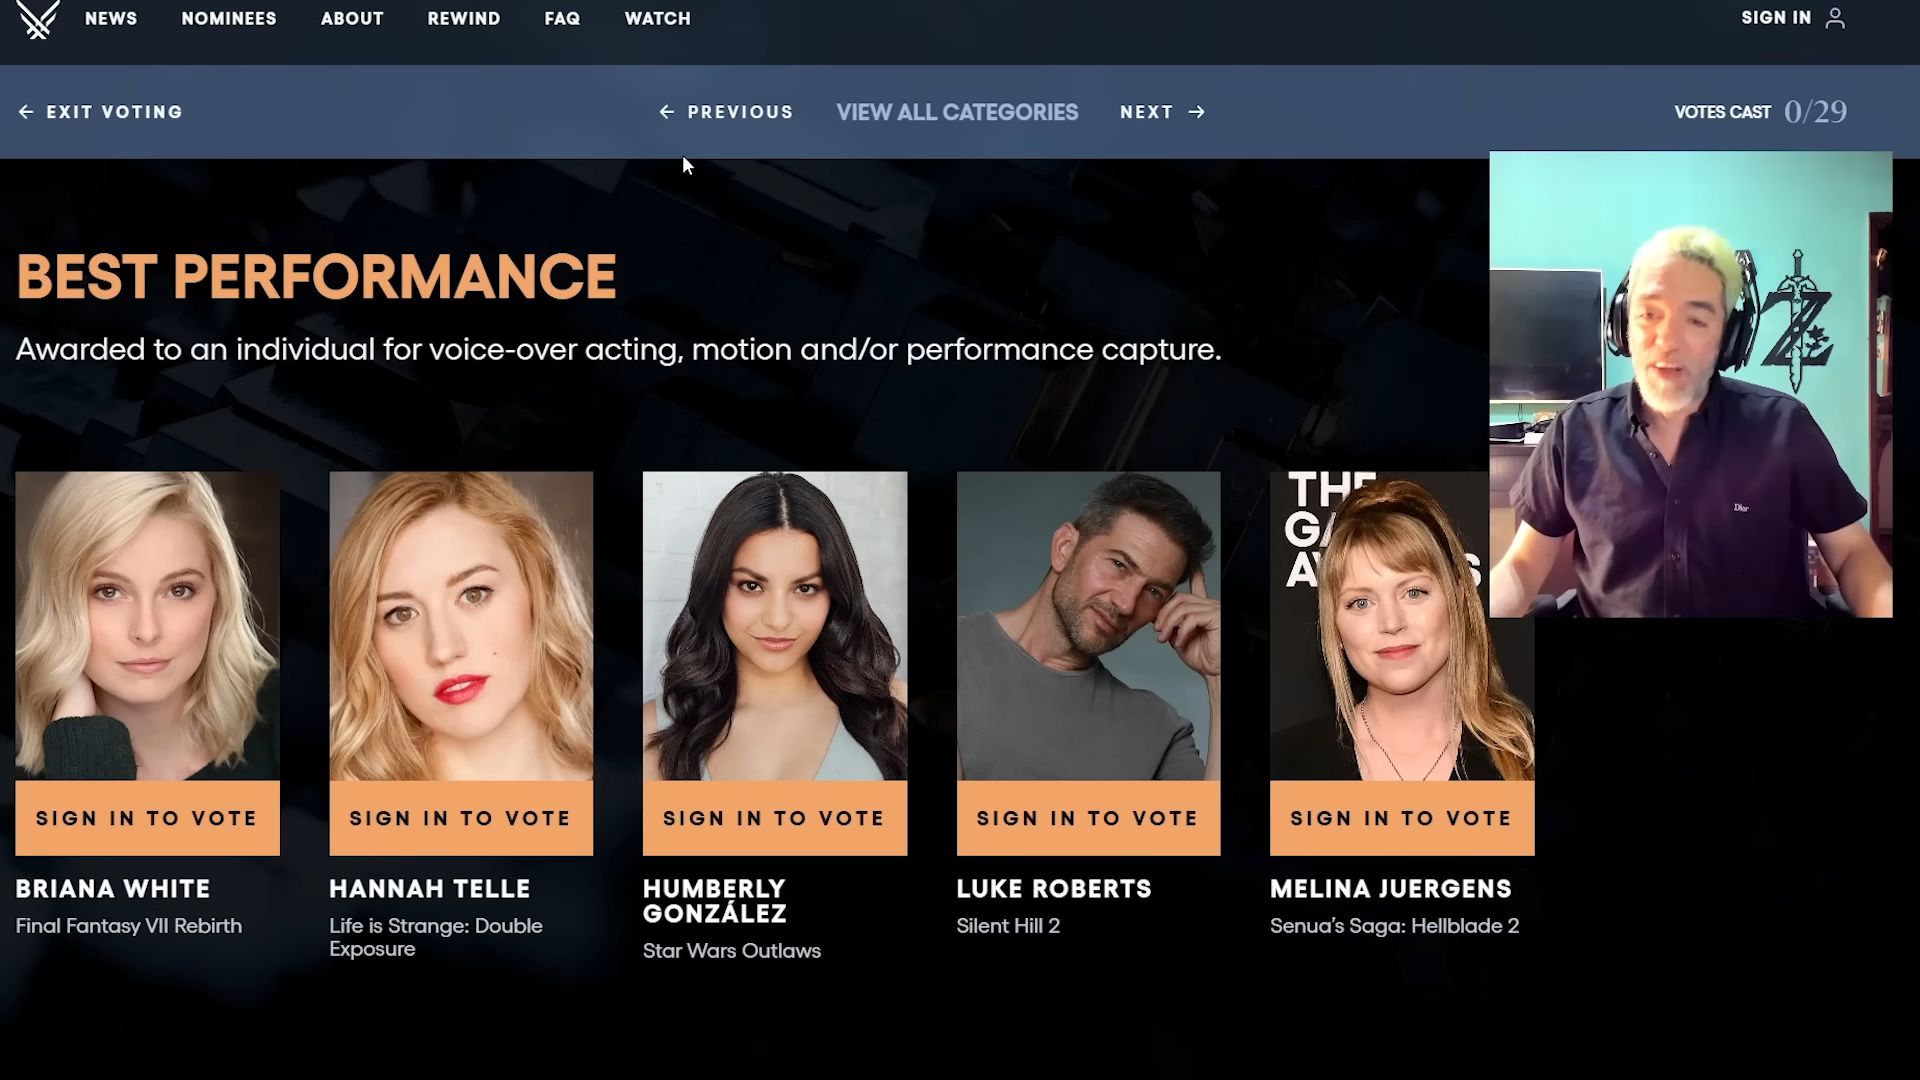 NEWS NOMINEES ABOUT REWIND FAQ WATCH SIGN IN
EXIT VOTING PREVIOUS VIEW ALL CATEGORIES NEXT VOTES CAST 0/29
BEST PERFORMANCE
Awarded to an individual for voice-over acting, motion and/or performance capture.
Z
Dior
THE
SIGN IN TO VOTE SIGN IN TO VOTE SIGN IN TO VOTE SIGN IN TO VOTE SIGN IN TO VOTE
BRIANA WHITE
Final Fantasy VII Rebirth
HANNAH TELLE
Life is Strange: Double
Exposure
HUMBERLY
GONZÁLEZ
Star Wars Outlaws
LUKE ROBERTS
Silent Hill 2
MELINA JUERGENS
Senua's Saga: Hellblade 2